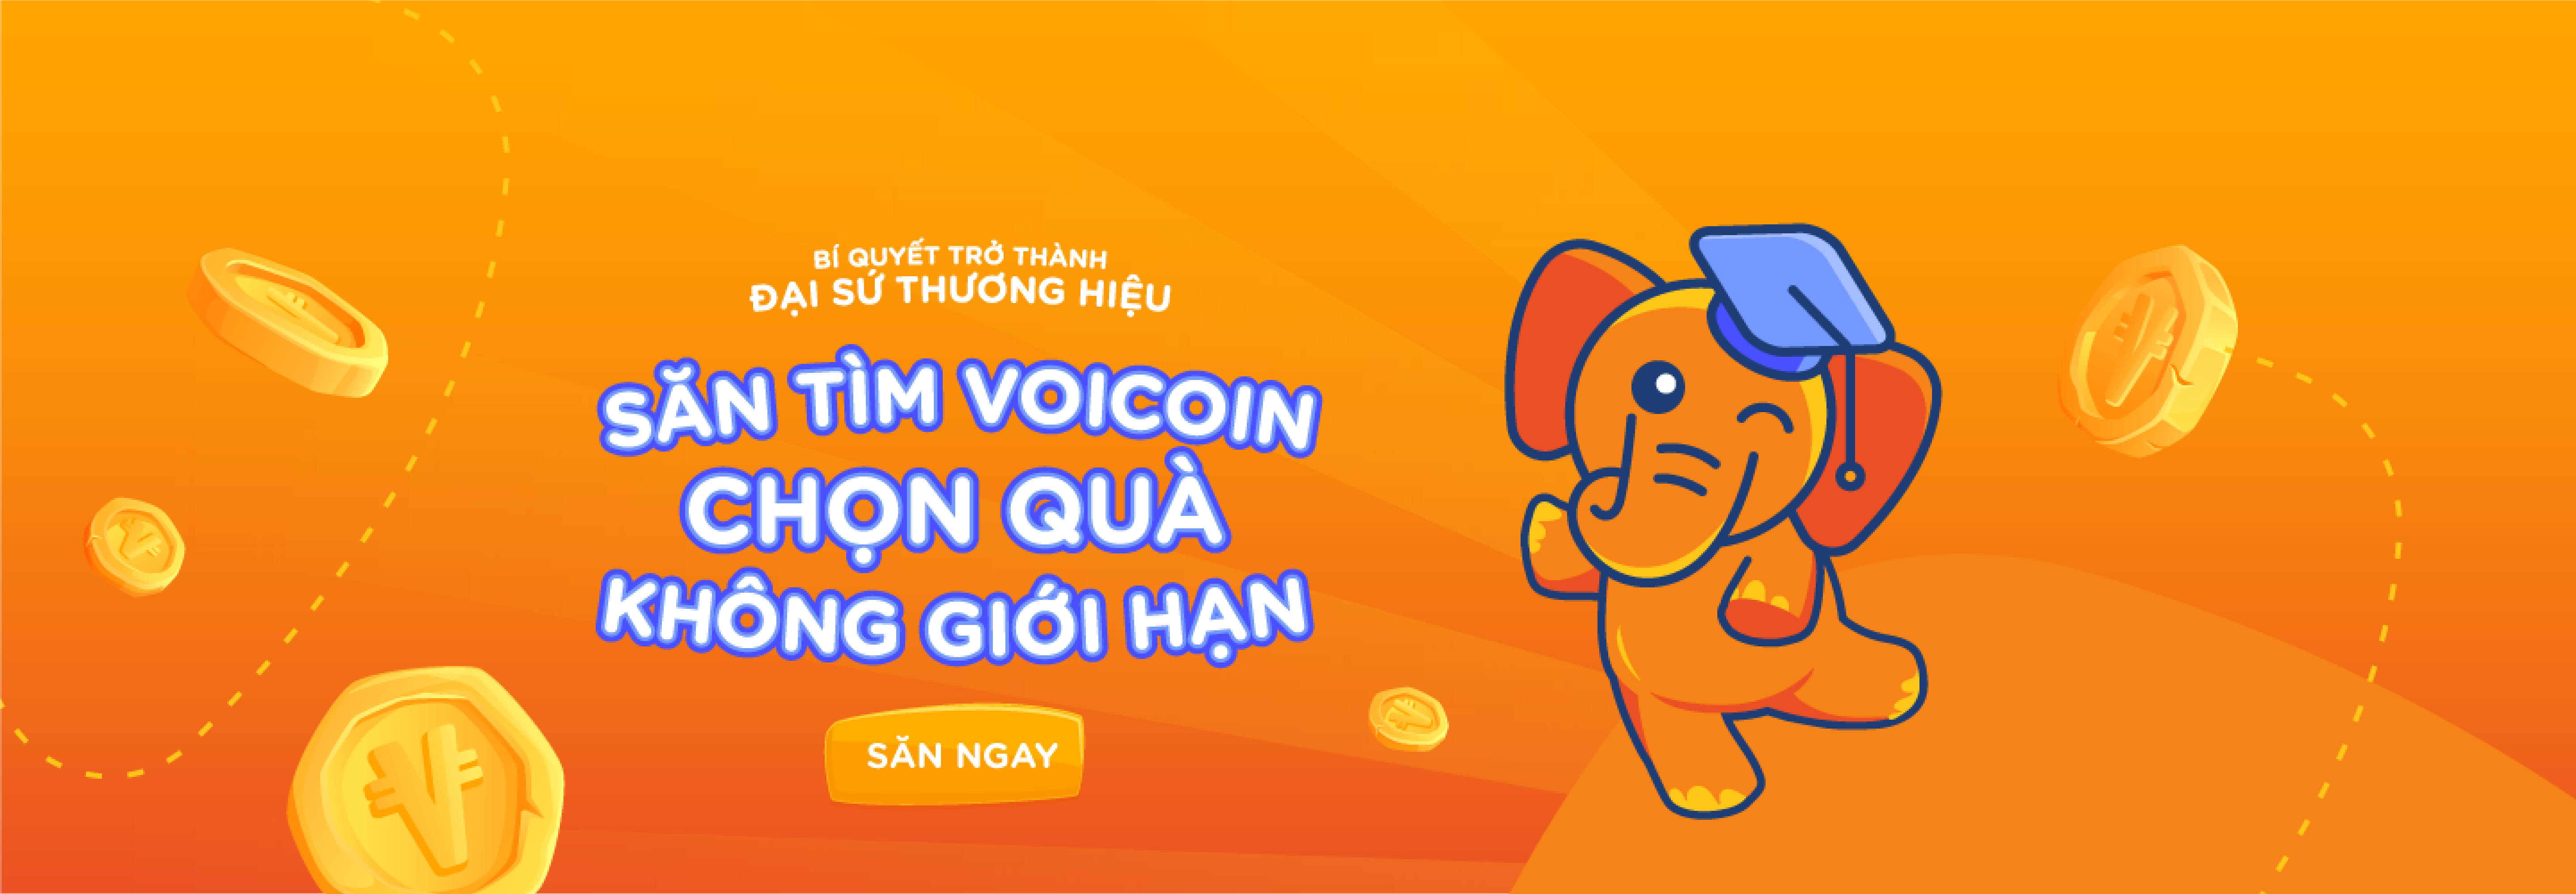 BÍ QUYẾT TRỞ THÀNH
ĐẠI SỨ THƯƠNG HIỆU
SĂN TÌM VOICOIN
CHỌN QUÀ
KHÔNG GIỚI HẠN
SĂN NGAY